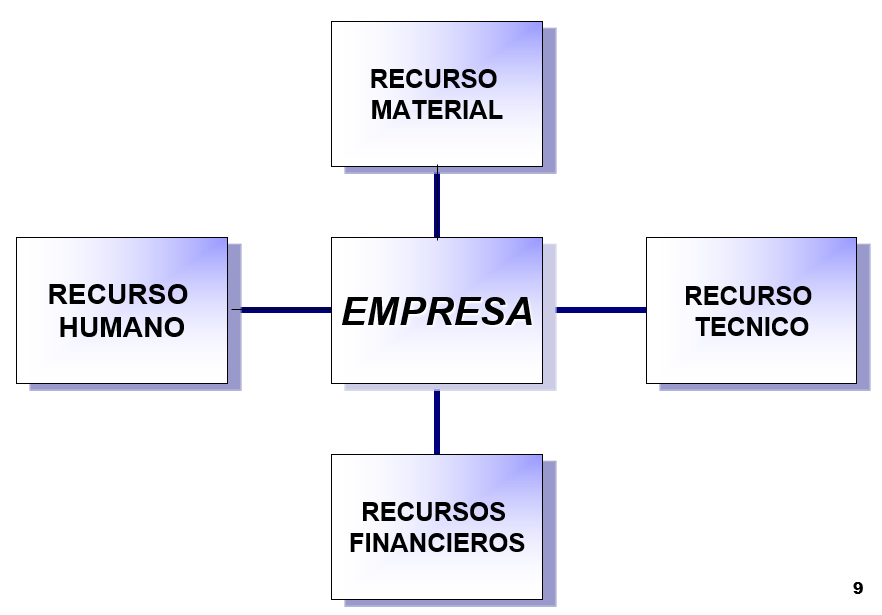 RECURSO
MATERIAL
RECURSO
HUMANO
EMPRESA
RECURSO
TECNICO
RECURSOS
FINANCIEROS
9